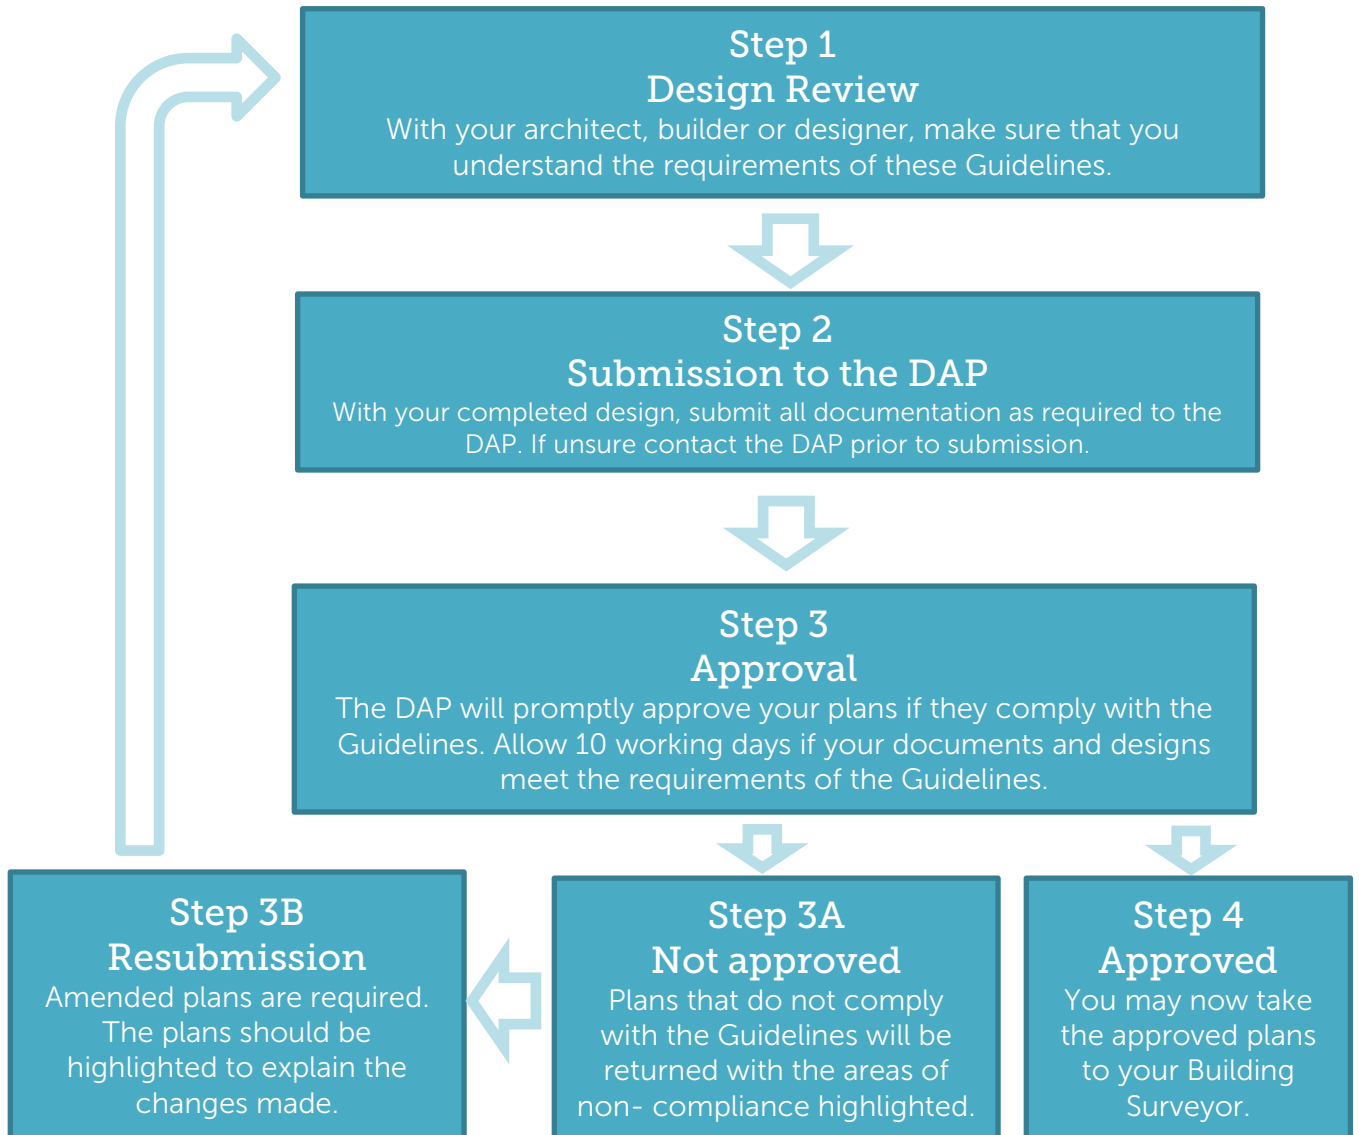 Step 1
Design Review
With your architect, builder or designer, make sure that you
understand the requirements of these Guidelines.
Step 2
Submission to the DAP
With your completed design, submit all documentation as required to the
DAP. If unsure contact the DAP prior to submission.
Step 3
Approval
The DAP will promptly approve your plans if they comply with the
Guidelines. Allow 10 working days if your documents and designs
meet the requirements of the Guidelines.
Step 3B
Resubmission
Amended plans are required.
The plans should be
highlighted to explain the
changes made.
Step 3A
Not approved
Plans that do not comply
with the Guidelines will be
returned with the areas of
non- compliance highlighted.
Step 4
Approved
You may now take
the approved plans
to your Building
Surveyor.